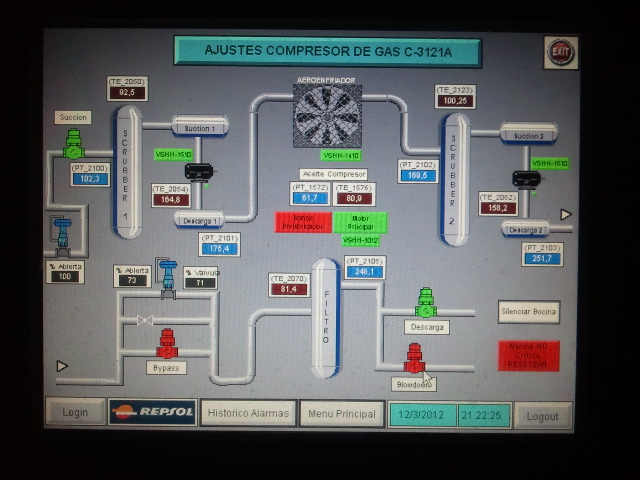 AJUSTES COMPRESOR DE GAS C-3121A
EXIT
(TE_2050)
92,5
AEROENFRIADOR
(TE_2123)
100,25
Succion
SCRUBBER 1
Succion 1
VSHH-1510
VSHH-1410
SCRUBBER 2
Succion 2
VSHH-1510
(PT_2100)
102,3
Aceite Compresor
(PT_2102)
169,5
(TE_2054)
164,8
(PT_1572)
61,7
(TE_1576)
80,9
(TE_2062)
158,2
Descarga 1
Bomba
Prelubricador
Motor
Principal
Descarga 2
(PT_2101)
175,4
VSHH-1012
(PT_2103)
251,7
% Abierta
100
% Abierta
73
% Valvula
71
(TE_2070)
81,4
(PT_2105)
248,1
FILTRO
Descarga
Silenciar Bocina
Bypass
Blowdown
Alarma NO
Critica
RESETEAR
Login
REPSOL
Historico Alarmas
Menu Principal
12/3/2012
21:22:25
Logout